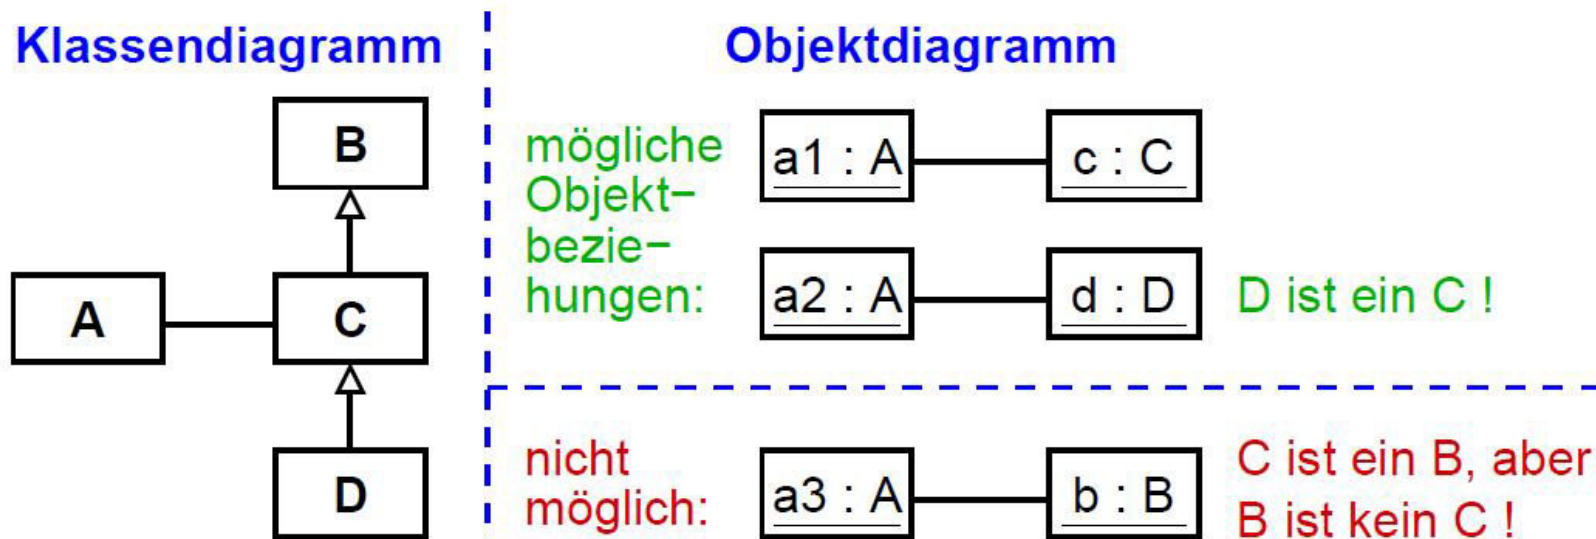 Klassendiagramm
B
A
C
D
Objektdiagramm
mögliche
Objekt–
bezie–
hungen:
a1 : A
c : C
a2 : A
d : D
D ist ein C !
nicht
möglich:
a3 : A
b : B
C ist ein B, aber
B ist kein C !